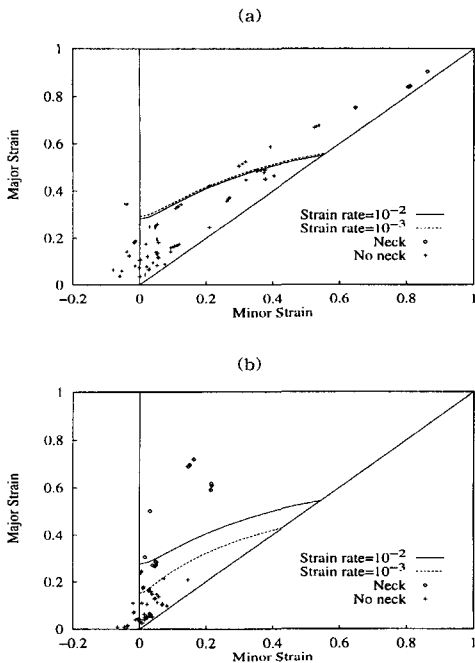 (a)
1
0.8
0.6
0.4
0.2
0
Major Strain
Strain rate=10⁻²
Strain rate=10⁻³
Neck
No neck
-0.2 0 0.2 0.4 0.6 0.8 1
Minor Strain
(b)
1
0.8
0.6
0.4
0.2
0
Major Strain
Strain rate=10⁻²
Strain rate=10⁻³
Neck
No neck
-0.2 0 0.2 0.4 0.6 0.8 1
Minor Strain